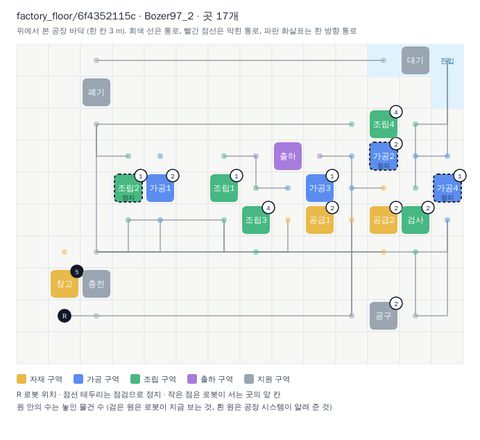 factory_floor/6f4352115c · Bozer97_2 · 곳 17개
위에서 본 공장 바닥 (한 칸 3 m). 회색 선은 통로, 빨간 점선은 막힌 통로, 파란 화살표는 한 방향 통로
대기 진입
폐기
4
조립4
출하 2
가공2
정지
1 2 1 1 1
조립2 가공1 조립1 가공3 가공4
정지 정지
4 2 2 2
조립3 공급1 공급2 검사
5
창고 충전
2
R 공구
자재 구역 가공 구역 조립 구역 출하 구역 지원 구역
R 로봇 위치 · 점선 테두리는 점검으로 정지 · 작은 점은 로봇이 서는 곳의 앞 칸
원 안의 수는 놓인 물건 수 (검은 원은 로봇이 지금 보는 것, 흰 원은 공장 시스템이 알려 준 것)